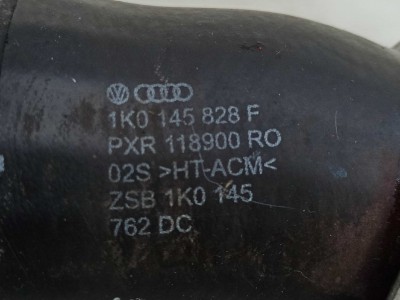 1K0 145 828 F
PXR 118900 RO
02S >HT-ACM<
ZSB 1K0 145
762 DC